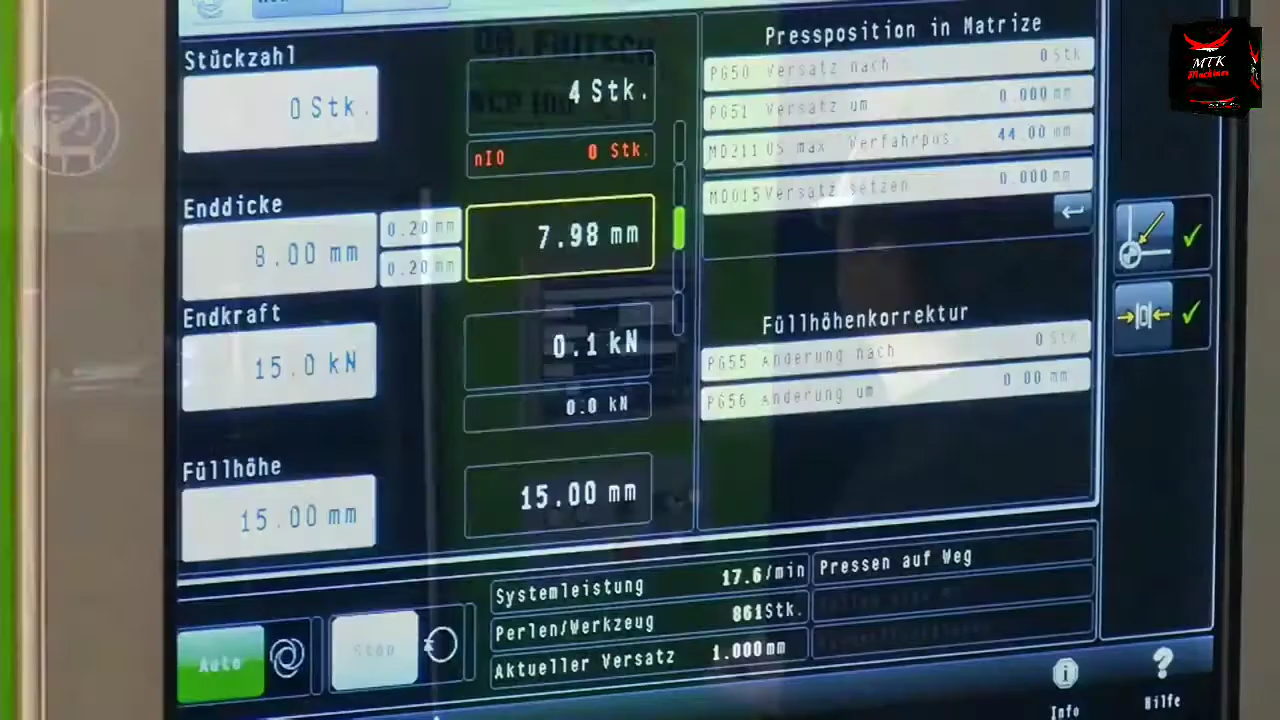 Stückzahl
0 Stk.
4 Stk.
nIO 0 Stk.
Enddicke
8.00 mm
0.20 mm
0.20 mm
7.98 mm
Endkraft
15.0 kN
0.1 kN
0.0 kN
Füllhöhe
15.00 mm
15.00 mm
Pressposition in Matrize
PG50 Versatz nach 0 Stk
PG51 Versatz um 0.000 mm
MD211 OS max. Verfahrpos. 44.00 mm
MD015 Versatz setzen 0.000 mm
Füllhöhenkorrektur
PG55 Änderung nach 0 Stk
PG56 Änderung um 0.00 mm
Systemleistung 17.6/min
Perlen/Werkzeug 861Stk.
Aktueller Versatz 1.000mm
Pressen auf Weg
Auto
Stop
Info
Hilfe
MTK
Machines